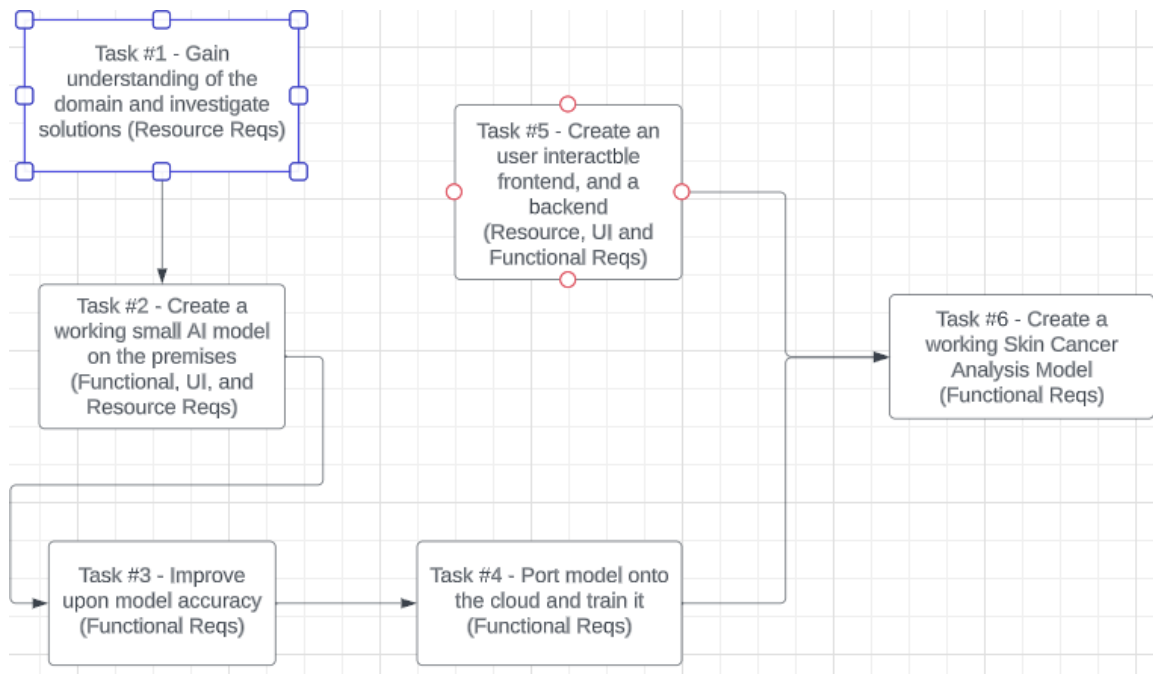 Task #1 - Gain
understanding of the
domain and investigate
solutions (Resource Reqs)
Task #5 - Create an
user interactble
frontend, and a
backend
(Resource, UI and
Functional Reqs)
Task #2 - Create a
working small AI model
on the premises
(Functional, UI, and
Resource Reqs)
Task #6 - Create a
working Skin Cancer
Analysis Model
(Functional Reqs)
Task #3 - Improve
upon model accuracy
(Functional Reqs)
Task #4 - Port model onto
the cloud and train it
(Functional Reqs)